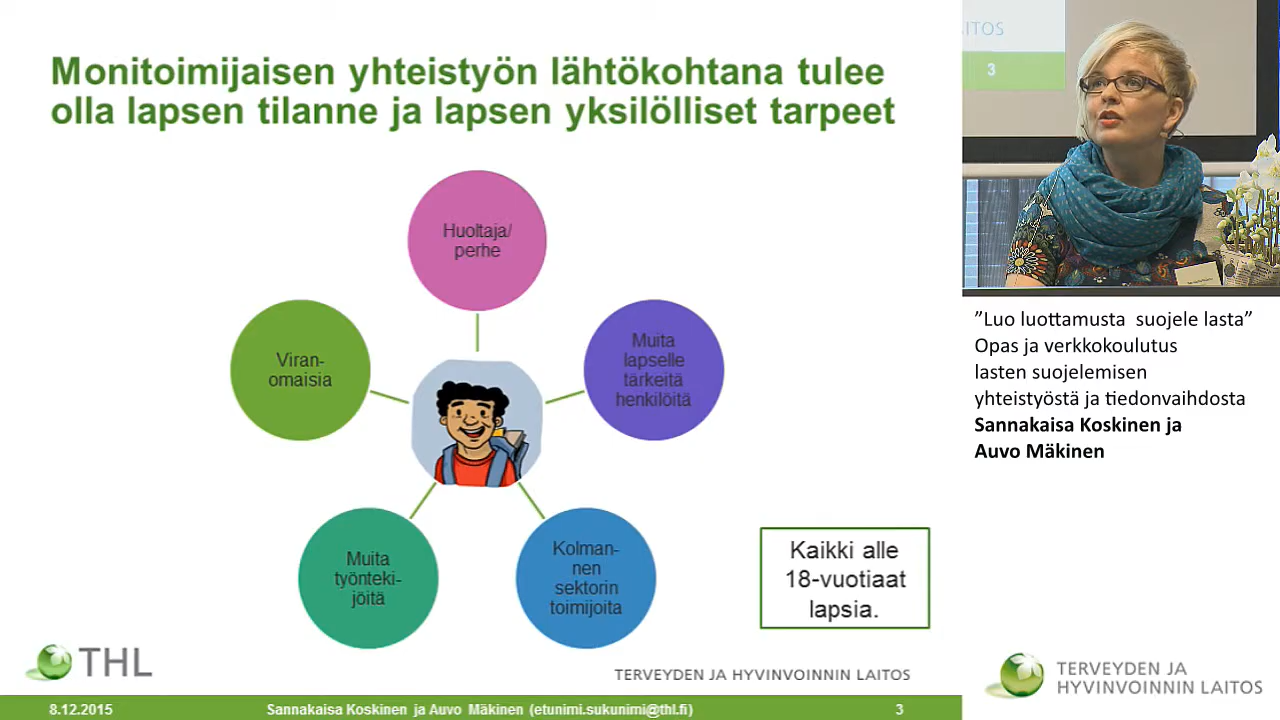 Monitoimijaisen yhteistyön lähtökohtana tulee
olla lapsen tilanne ja lapsen yksilölliset tarpeet
Huoltaja/
perhe
Viran-
omaisia
Muita
lapselle
tärkeitä
henkilöitä
Muita
työnteki-
jöitä
Kolman-
nen
sektorin
toimijoita
Kaikki alle
18-vuotiaat
lapsia.
THL
TERVEYDEN JA HYVINVOINNIN LAITOS
8.12.2015
Sannakaisa Koskinen ja Auvo Mäkinen (etunimi.sukunimi@thl.fi)
3
ITOS
3
”Luo luottamusta suojele lasta”
Opas ja verkkokoulutus
lasten suojelemisen
yhteistyöstä ja tiedonvaihdosta
Sannakaisa Koskinen ja
Auvo Mäkinen
TERVEYDEN JA
HYVINVOINNIN LAITOS